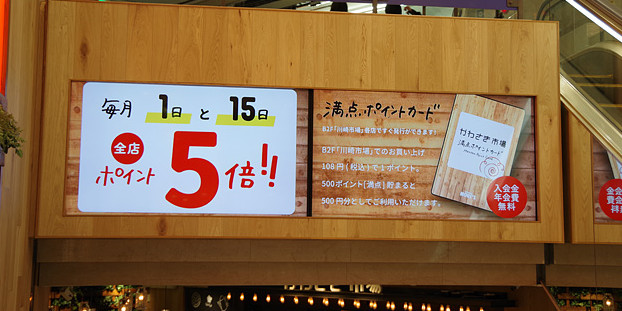 毎月 1日 と 15日
全店
ポイント 5倍!!
満点ポイントカード
B2F「川崎市場」各店ですぐ発行ができます!
B2F「川崎市場」でのお買い上げ
108円(税込)で1ポイント。
500ポイント[満点]貯まると
500円分としてご利用いただけます。
かわさき市場
満点ポイントカード
入会金
年会費
無料